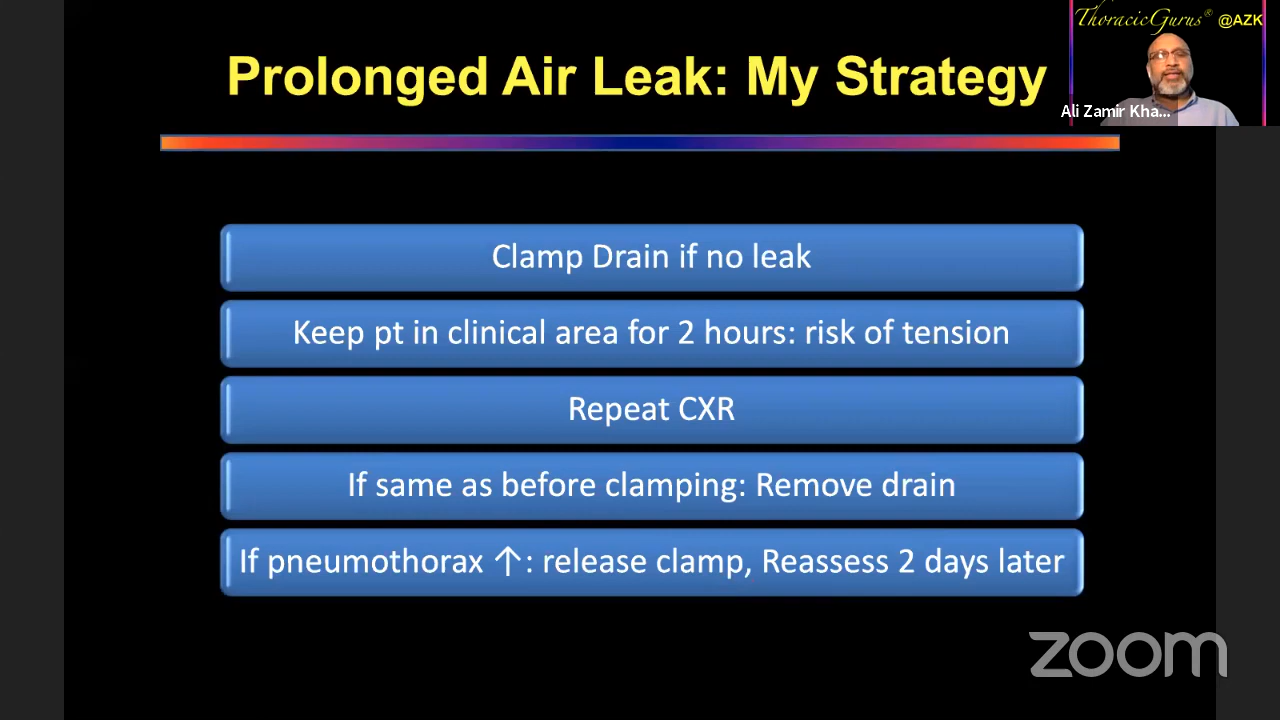 ThoracicGurus® @AZK
Prolonged Air Leak: My Strategy
Ali Zamir Kha...
Clamp Drain if no leak
Keep pt in clinical area for 2 hours: risk of tension
Repeat CXR
If same as before clamping: Remove drain
If pneumothorax ↑: release clamp, Reassess 2 days later
zoom